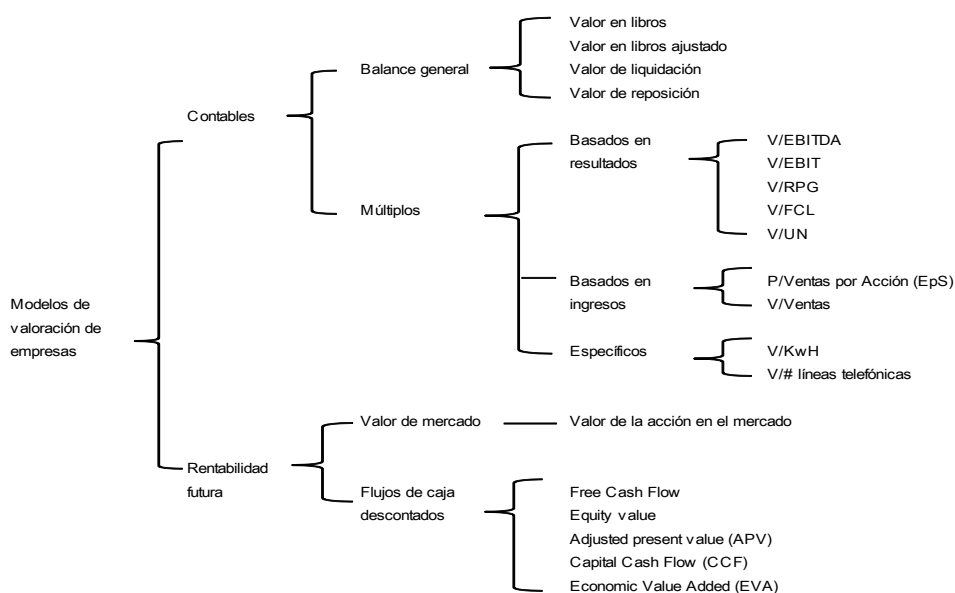 Valor en libros
Valor en libros ajustado
Balance general
Valor de liquidación
Valor de reposición
Contables
Basados en
resultados
V/EBITDA
V/EBIT
V/RPG
V/FCL
V/UN
Múltiplos
Basados en
ingresos
P/Ventas por Acción (EpS)
V/Ventas
Específicos
V/KwH
V/# líneas telefónicas
Modelos de
valoración de
empresas
Valor de mercado
Valor de la acción en el mercado
Rentabilidad
futura
Flujos de caja
descontados
Free Cash Flow
Equity value
Adjusted present value (APV)
Capital Cash Flow (CCF)
Economic Value Added (EVA)